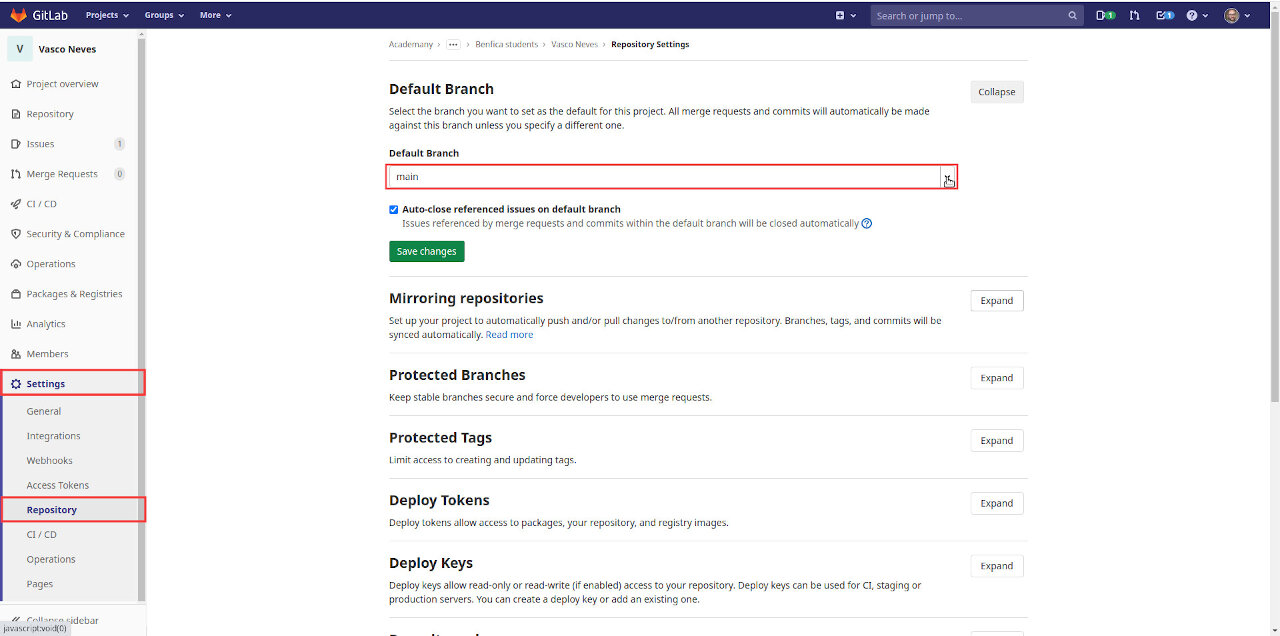 GitLab Projects Groups More Search or jump to... 1 1
V Vasco Neves
Project overview
Repository
Issues 1
Merge Requests 0
CI / CD
Security & Compliance
Operations
Packages & Registries
Analytics
Members
Settings
General
Integrations
Webhooks
Access Tokens
Repository
CI / CD
Operations
Pages
Collapse sidebar
javascript:void(0)
Academany › ••• › Benfica students › Vasco Neves › Repository Settings
Default Branch
Collapse
Select the branch you want to set as the default for this project. All merge requests and commits will automatically be made
against this branch unless you specify a different one.
Default Branch
main
Auto-close referenced issues on default branch
Issues referenced by merge requests and commits within the default branch will be closed automatically
Save changes
Mirroring repositories
Expand
Set up your project to automatically push and/or pull changes to/from another repository. Branches, tags, and commits will be
synced automatically. Read more
Protected Branches
Expand
Keep stable branches secure and force developers to use merge requests.
Protected Tags
Expand
Limit access to creating and updating tags.
Deploy Tokens
Expand
Deploy tokens allow access to packages, your repository, and registry images.
Deploy Keys
Expand
Deploy keys allow read-only or read-write (if enabled) access to your repository. Deploy keys can be used for CI, staging or
production servers. You can create a deploy key or add an existing one.